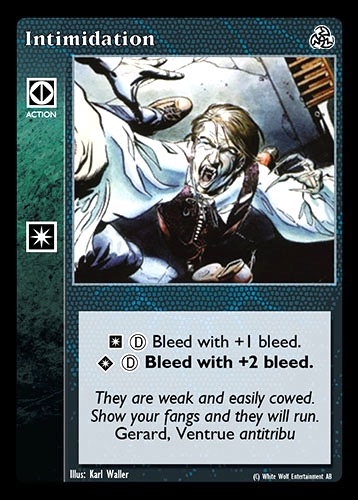 Intimidation
ACTION
D Bleed with +1 bleed.
D Bleed with +2 bleed.
They are weak and easily cowed.
Show your fangs and they will run.
Gerard, Ventrue antitribu
Illus: Karl Waller
(C) White Wolf Entertainment AB